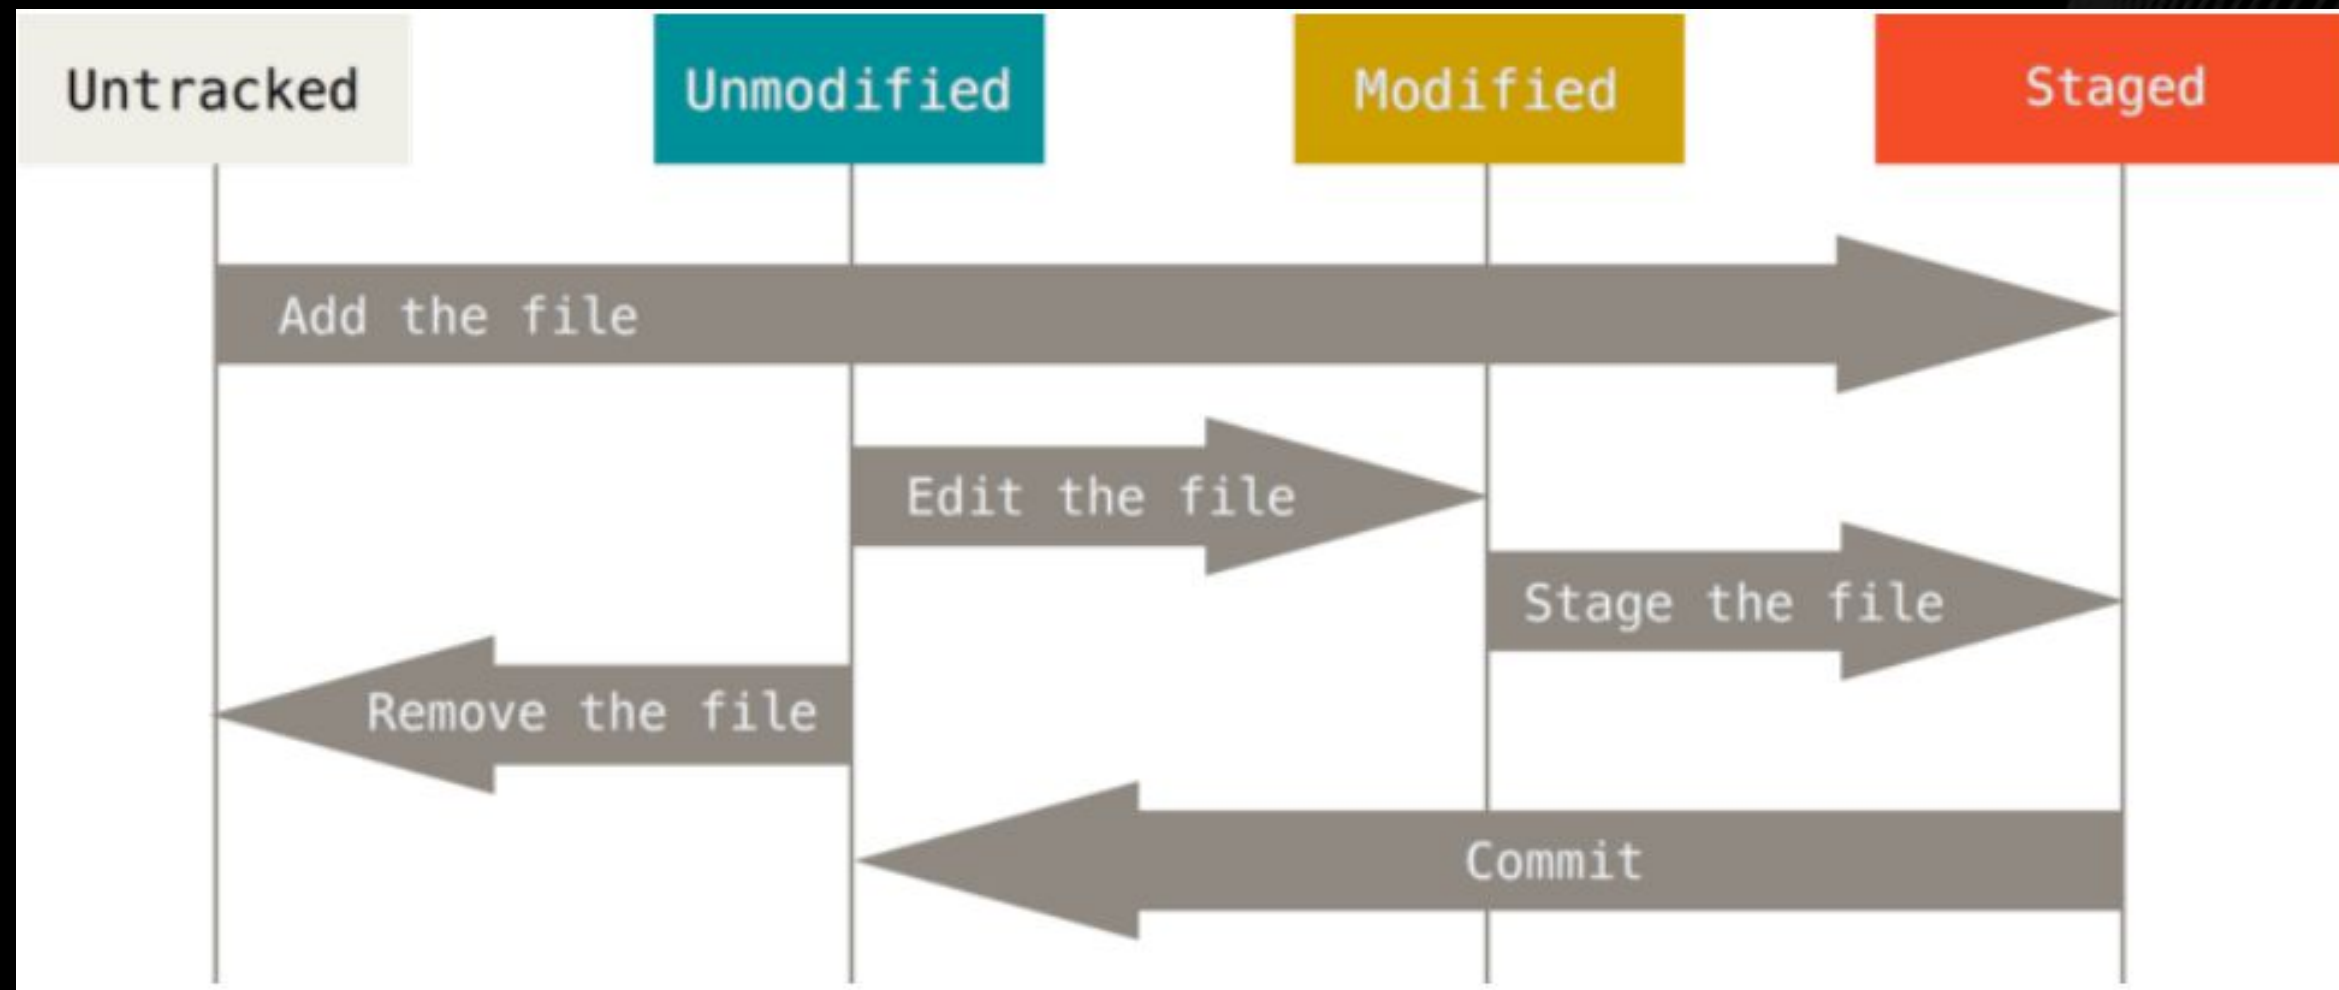 Untracked
Unmodified
Modified
Staged
Add the file
Edit the file
Stage the file
Remove the file
Commit